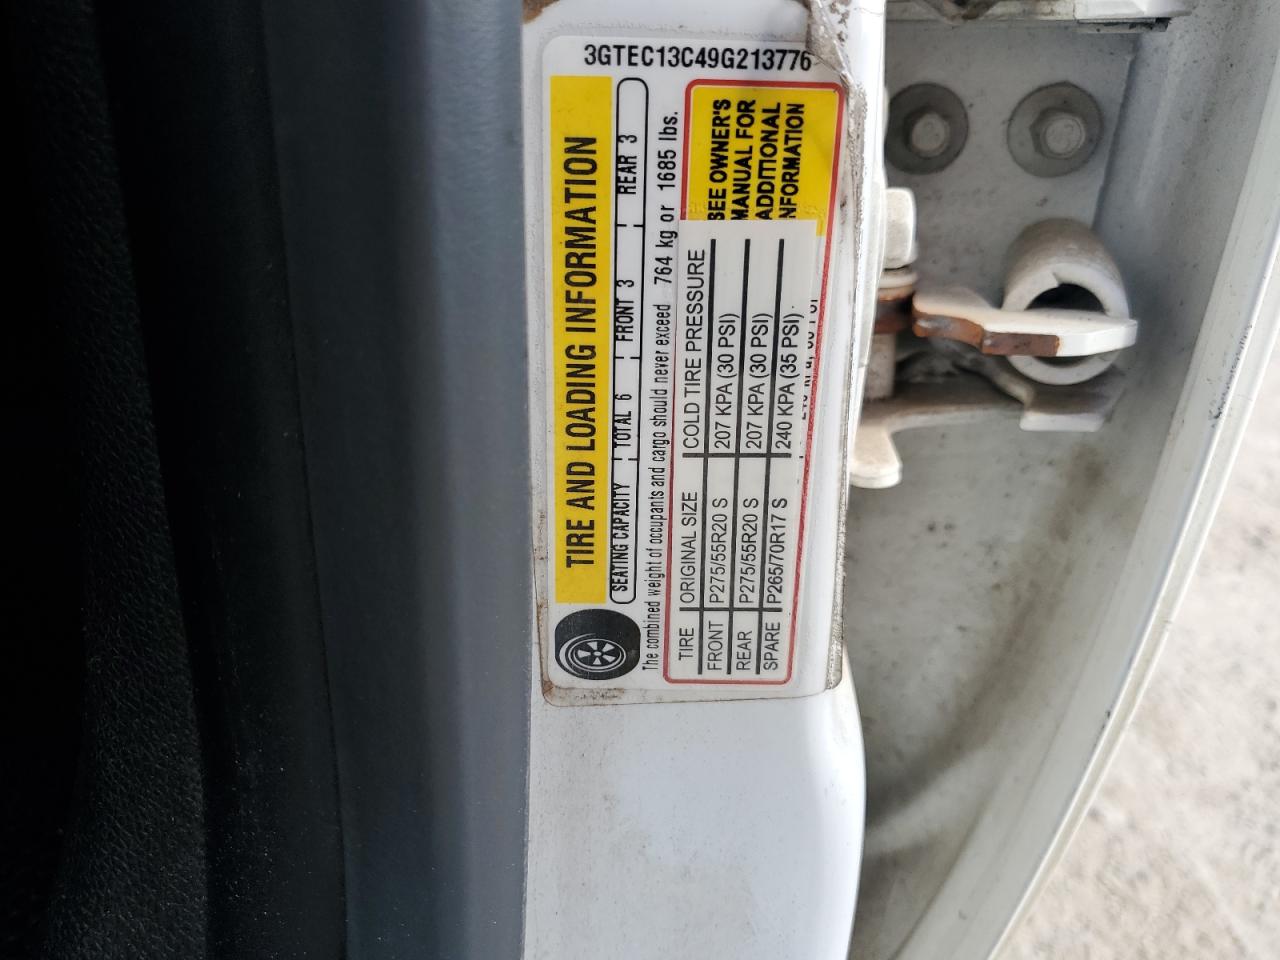 3GTEC13C49G213776
TIRE AND LOADING INFORMATION
SEATING CAPACITY TOTAL 6 FRONT 3 REAR 3
The combined weight of occupants and cargo should never exceed 764 kg or 1685 lbs.
TIRE ORIGINAL SIZE COLD TIRE PRESSURE
FRONT P275/55R20 S 207 KPA (30 PSI)
REAR P275/55R20 S 207 KPA (30 PSI)
SPARE P265/70R17 S 240 KPA (35 PSI)
SEE OWNER'S
MANUAL FOR
ADDITIONAL
INFORMATION